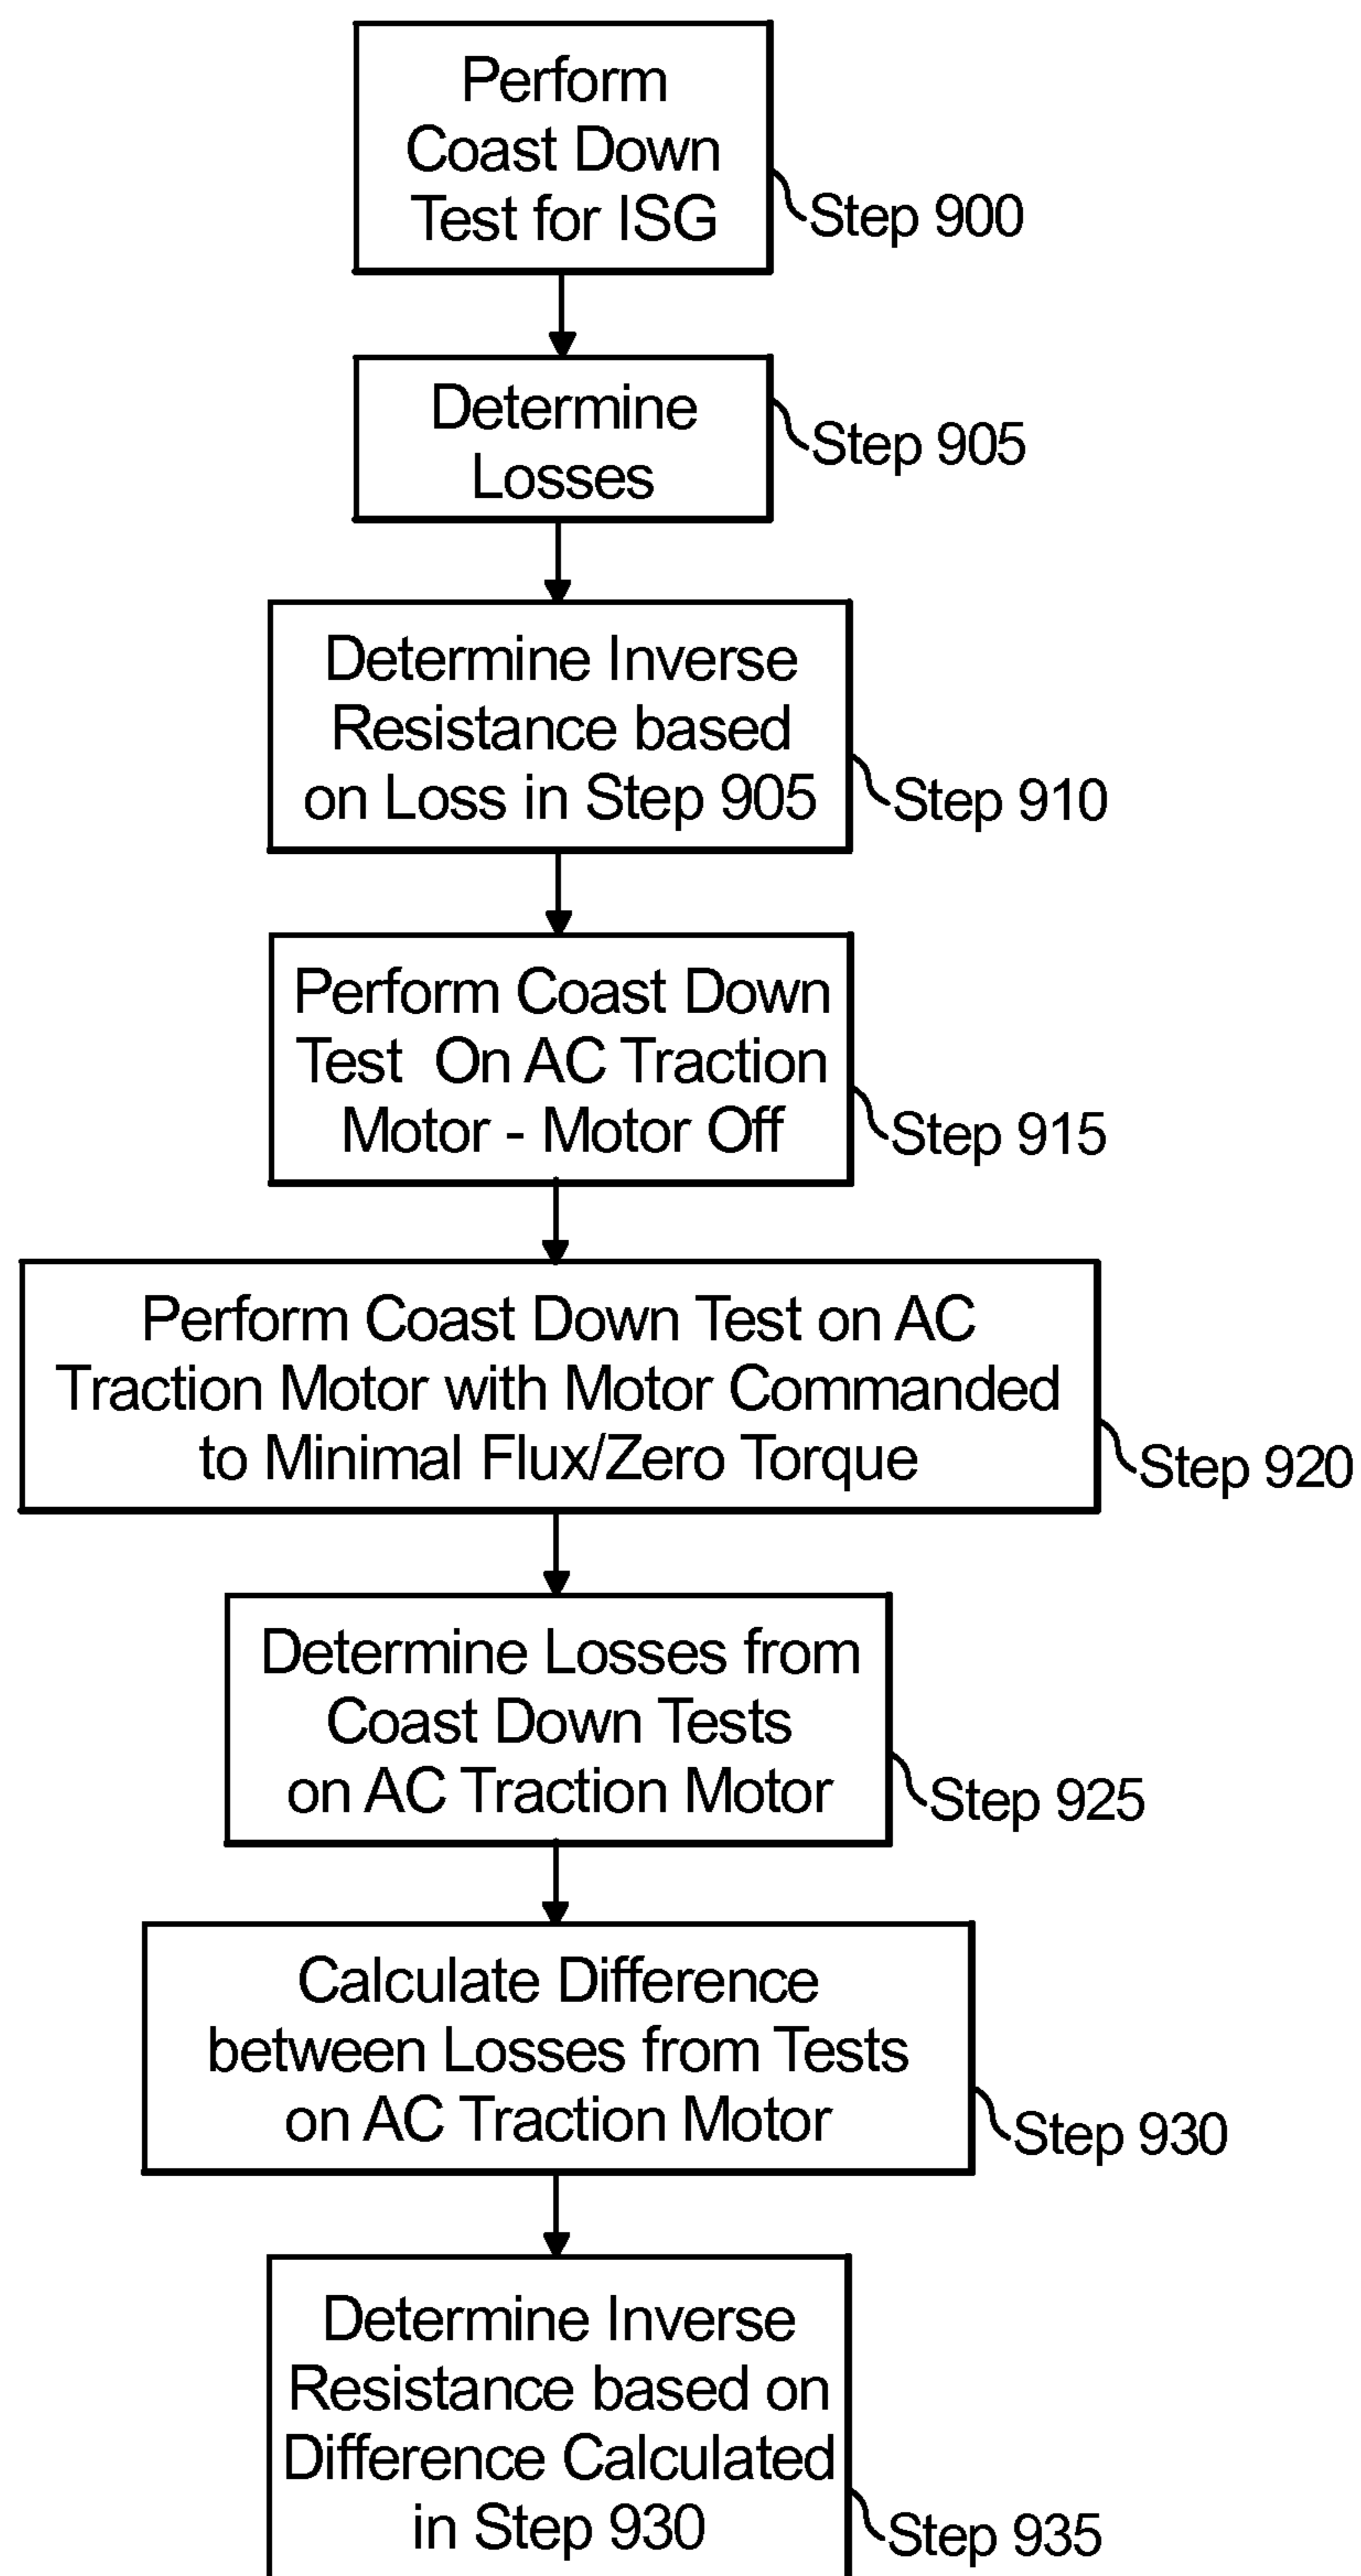 Perform
Coast Down
Test for ISG
Step 900
Determine
Losses
Step 905
Determine Inverse
Resistance based
on Loss in Step 905
Step 910
Perform Coast Down
Test On AC Traction
Motor - Motor Off
Step 915
Perform Coast Down Test on AC
Traction Motor with Motor Commanded
to Minimal Flux/Zero Torque
Step 920
Determine Losses from
Coast Down Tests
on AC Traction Motor
Step 925
Calculate Difference
between Losses from Tests
on AC Traction Motor
Step 930
Determine Inverse
Resistance based on
Difference Calculated
in Step 930
Step 935